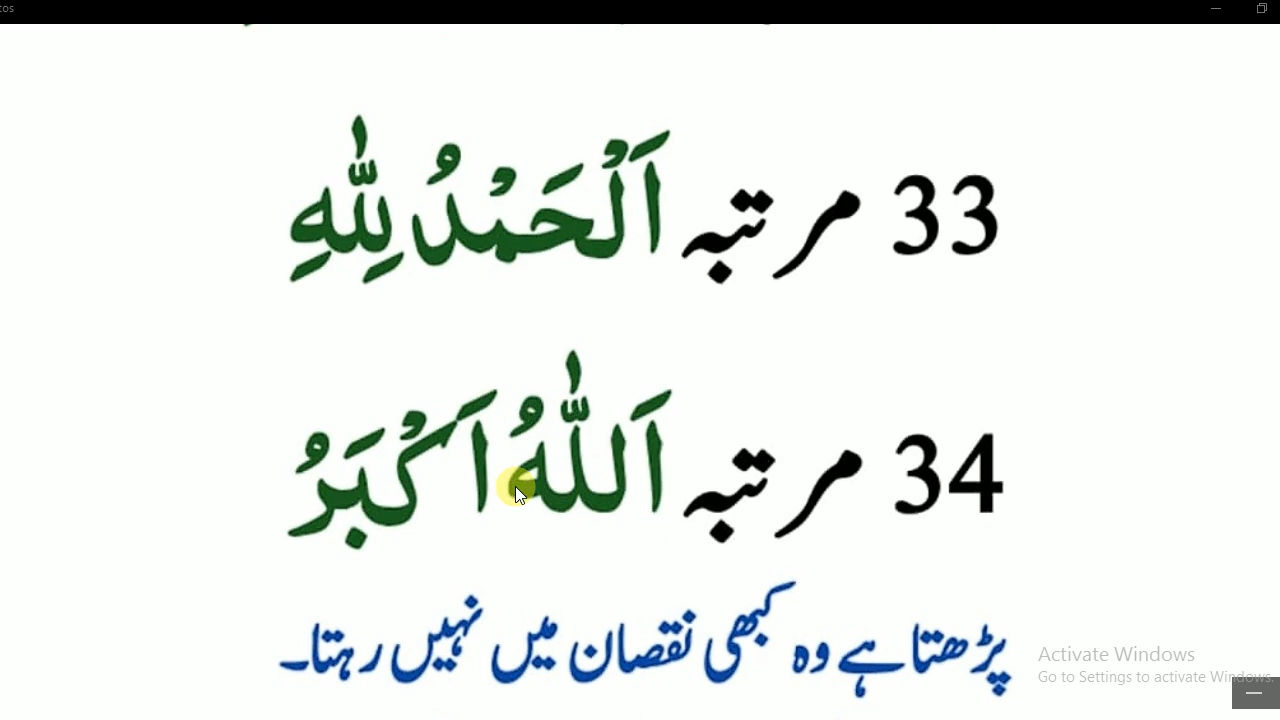 tos
33 مرتبہ اَلْحَمْدُ لِلّٰهِ
34 مرتبہ اَللّٰهُ اَکْبَرُ
پڑھتا ہے وہ کبھی نقصان میں نہیں رہتا۔
Activate Windows
Go to Settings to activate Windows.